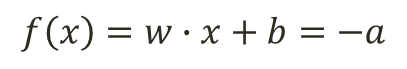 f(x) = w · x + b = −a